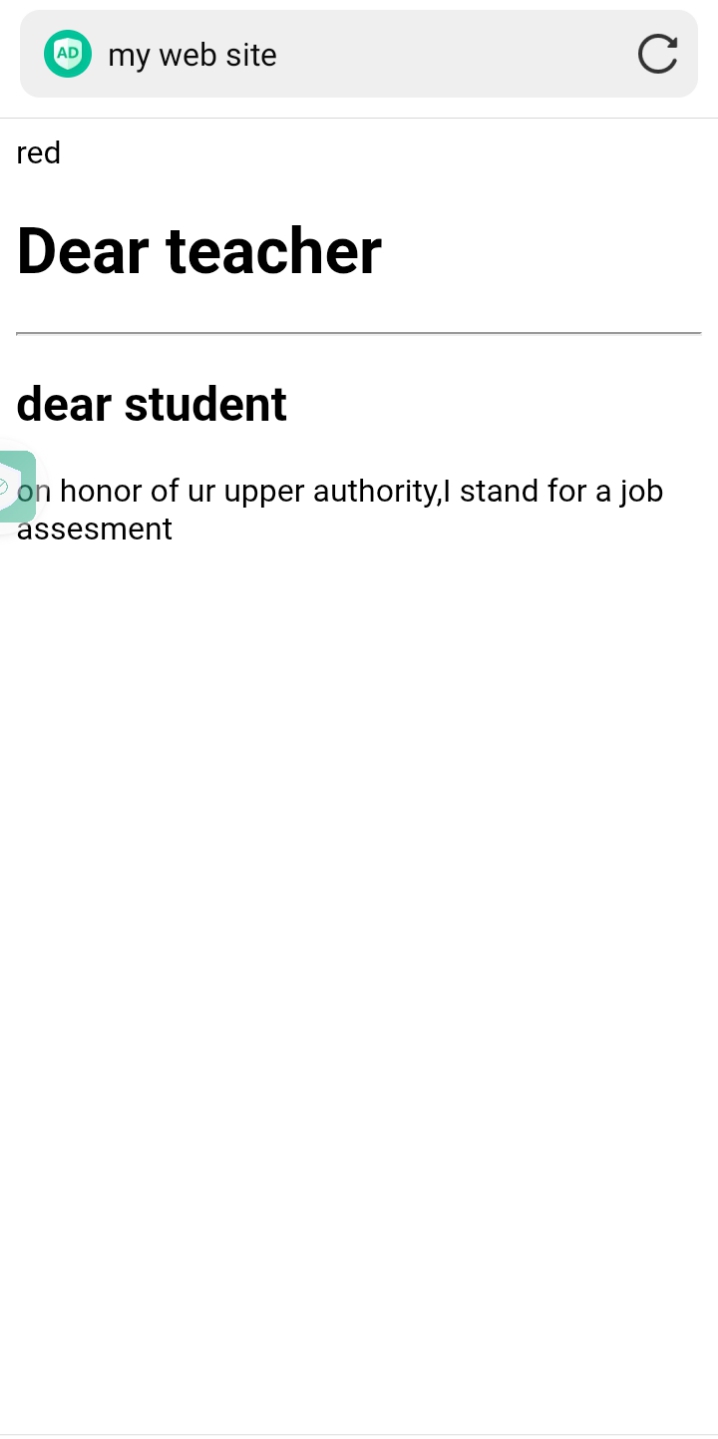 AD my web site
red
Dear teacher
dear student
on honor of ur upper authority,I stand for a job
assesment